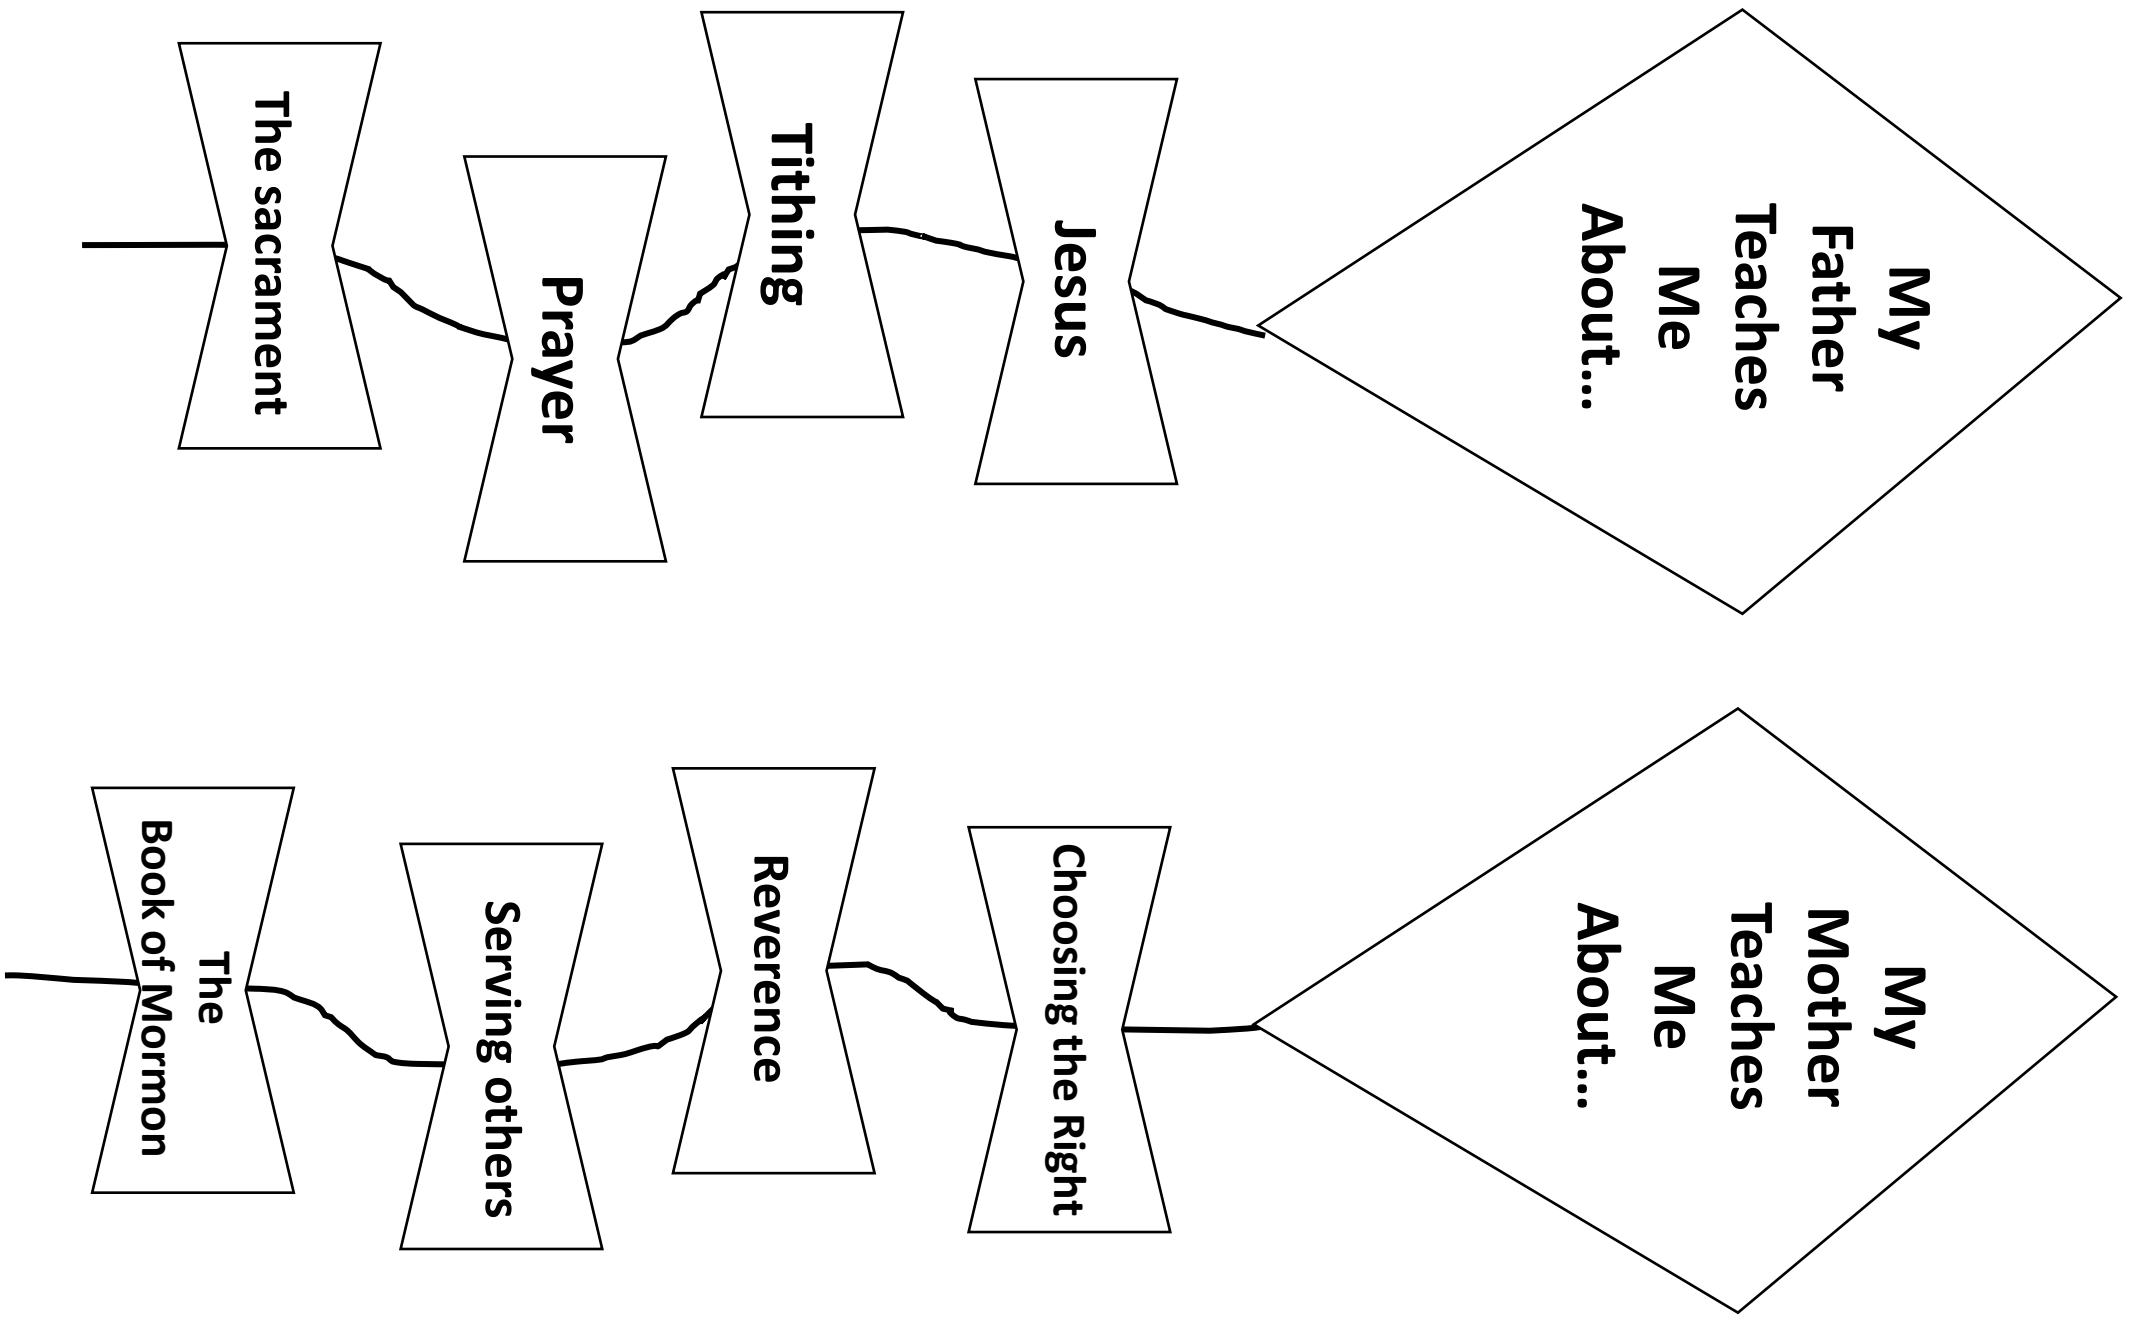 My
Father
Teaches
Me
About...
Jesus
Tithing
Prayer
The sacrament
My
Mother
Teaches
Me
About...
Choosing the Right
Reverence
Serving others
The
Book of Mormon